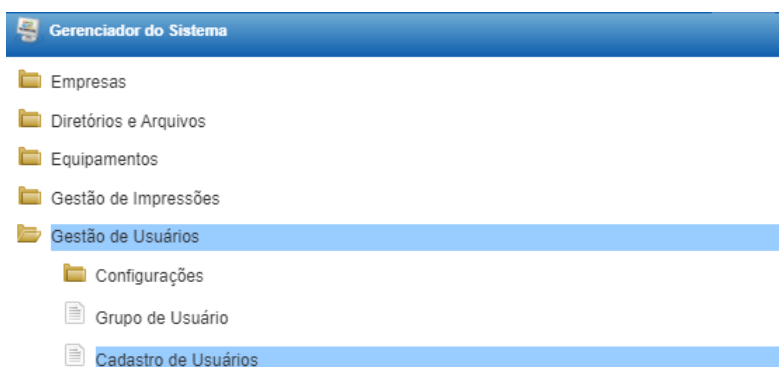 Gerenciador do Sistema
Empresas
Diretórios e Arquivos
Equipamentos
Gestão de Impressões
Gestão de Usuários
Configurações
Grupo de Usuário
Cadastro de Usuários